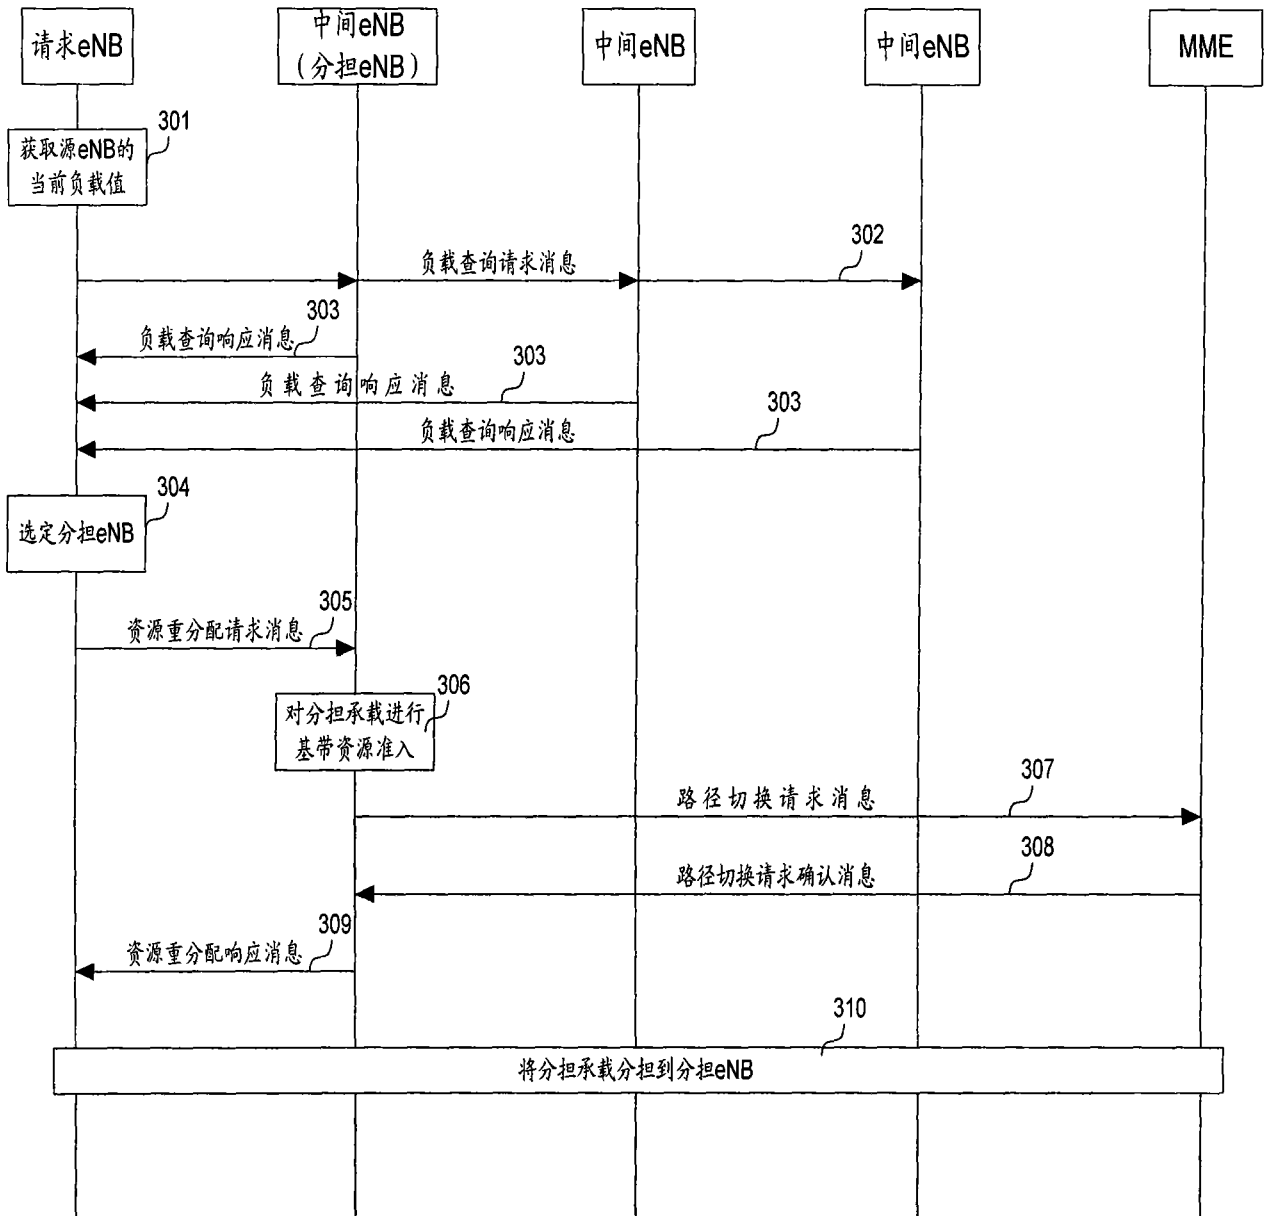 请求eNB
中间eNB
（分担eNB）
中间eNB
中间eNB
MME
301
获取源eNB的
当前负载值
302
负载查询请求消息
303
负载查询响应消息
303
负载查询响应消息
303
负载查询响应消息
304
选定分担eNB
305
资源重分配请求消息
306
对分担承载进行
基带资源准入
307
路径切换请求消息
308
路径切换请求确认消息
309
资源重分配响应消息
310
将分担承载分担到分担eNB